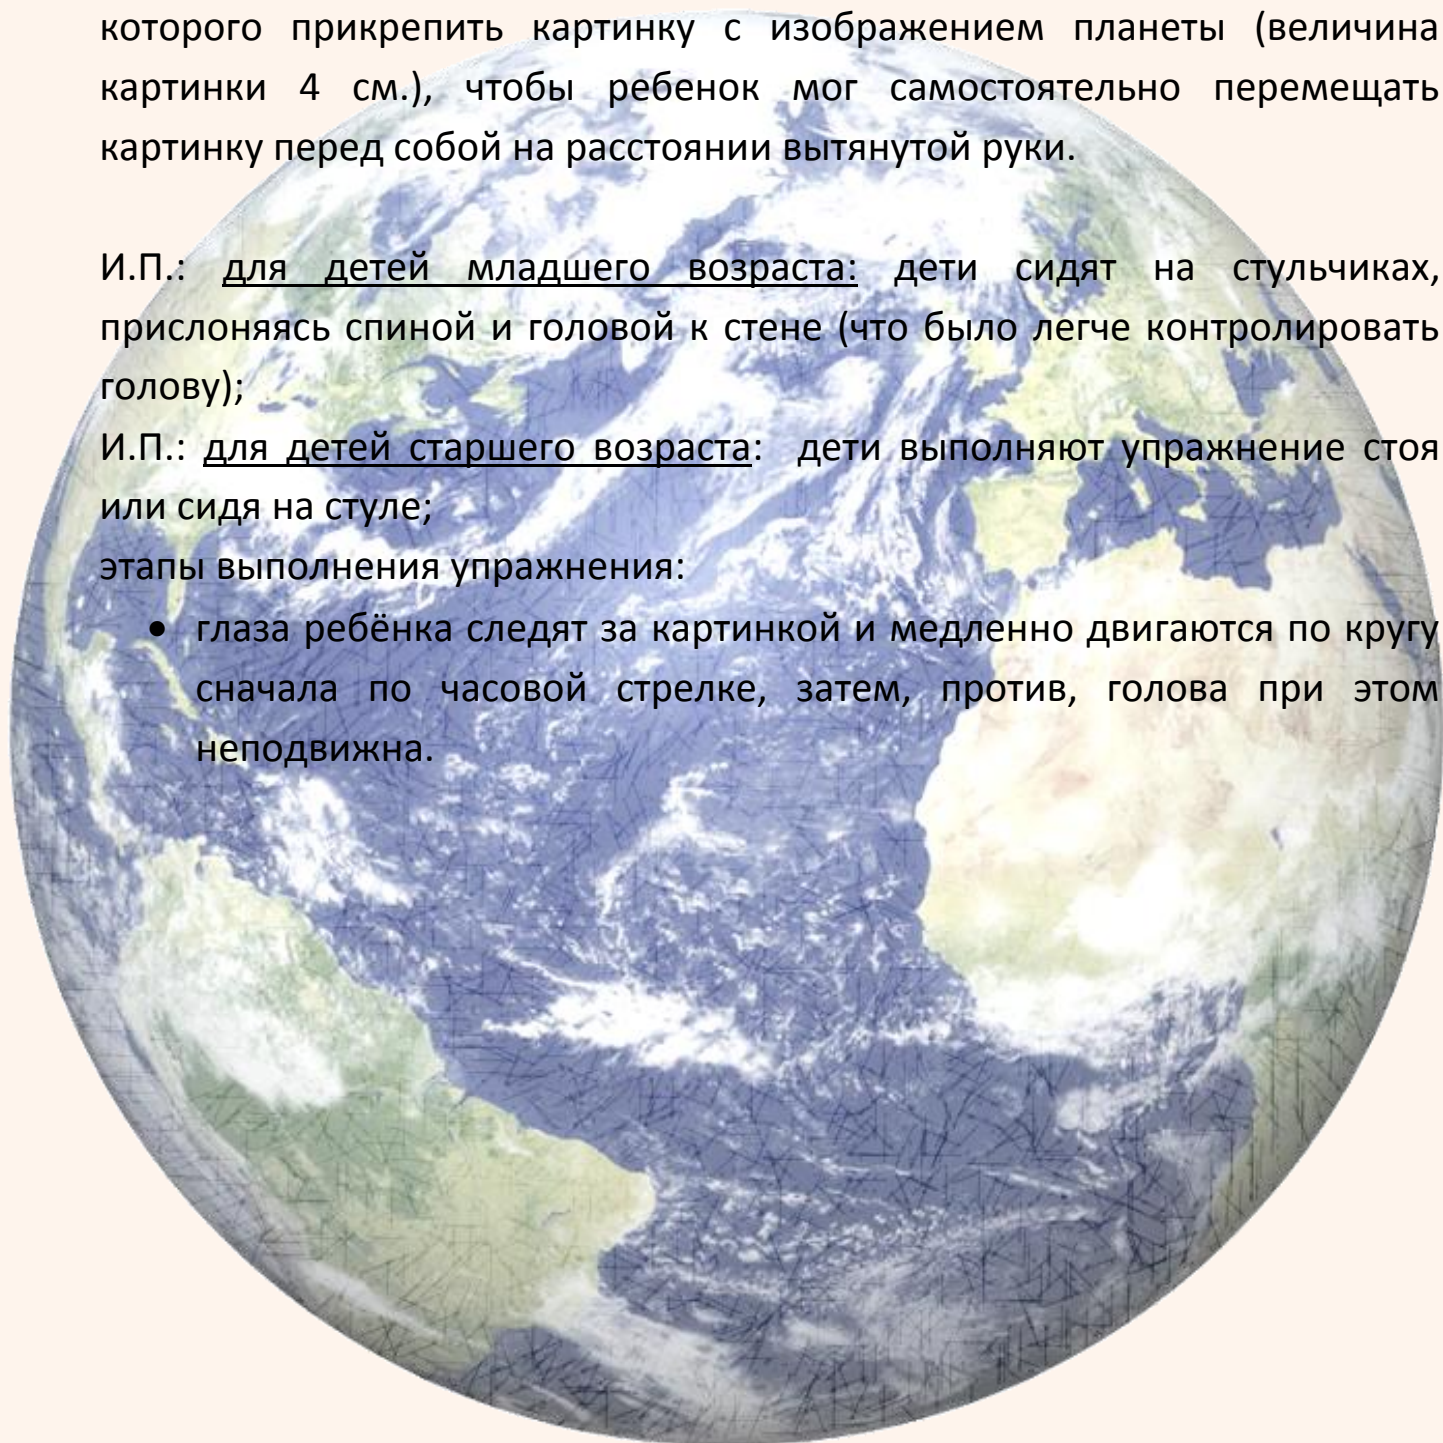 которого прикрепить картинку с изображением планеты (величина
картинки 4 см.), чтобы ребенок мог самостоятельно перемещать
картинку перед собой на расстоянии вытянутой руки.
И.П.: для детей младшего возраста: дети сидят на стульчиках,
прислоняясь спиной и головой к стене (что было легче контролировать
голову);
И.П.: для детей старшего возраста: дети выполняют упражнение стоя
или сидя на стуле;
этапы выполнения упражнения:
• глаза ребёнка следят за картинкой и медленно двигаются по кругу
сначала по часовой стрелке, затем, против, голова при этом
неподвижна.